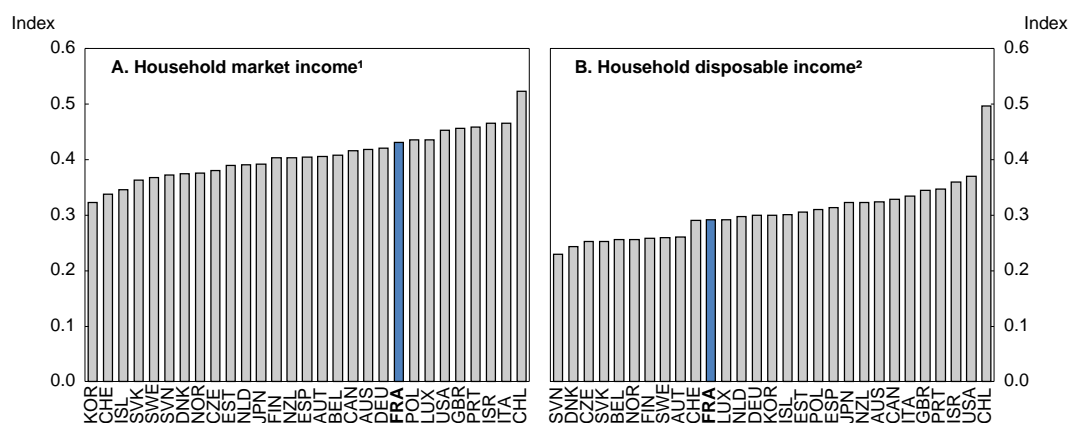 Index
Index
0.6
0.6
A. Household market income¹
B. Household disposable income²
0.5
0.5
0.4
0.4
0.3
0.3
0.2
0.2
0.1
0.1
0.0
0.0
KOR CHE ISL SVK SWE SVN DNK NOR CZE EST NLD JPN FIN NZL ESP AUT BEL CAN AUS DEU FRA POL LUX USA GBR PRT ISR ITA CHL
SVN DNK CZE SVK BEL NOR FIN SWE AUT CHE FRA LUX NLD DEU KOR ISL EST POL ESP JPN NZL AUS CAN ITA GBR PRT ISR USA CHL